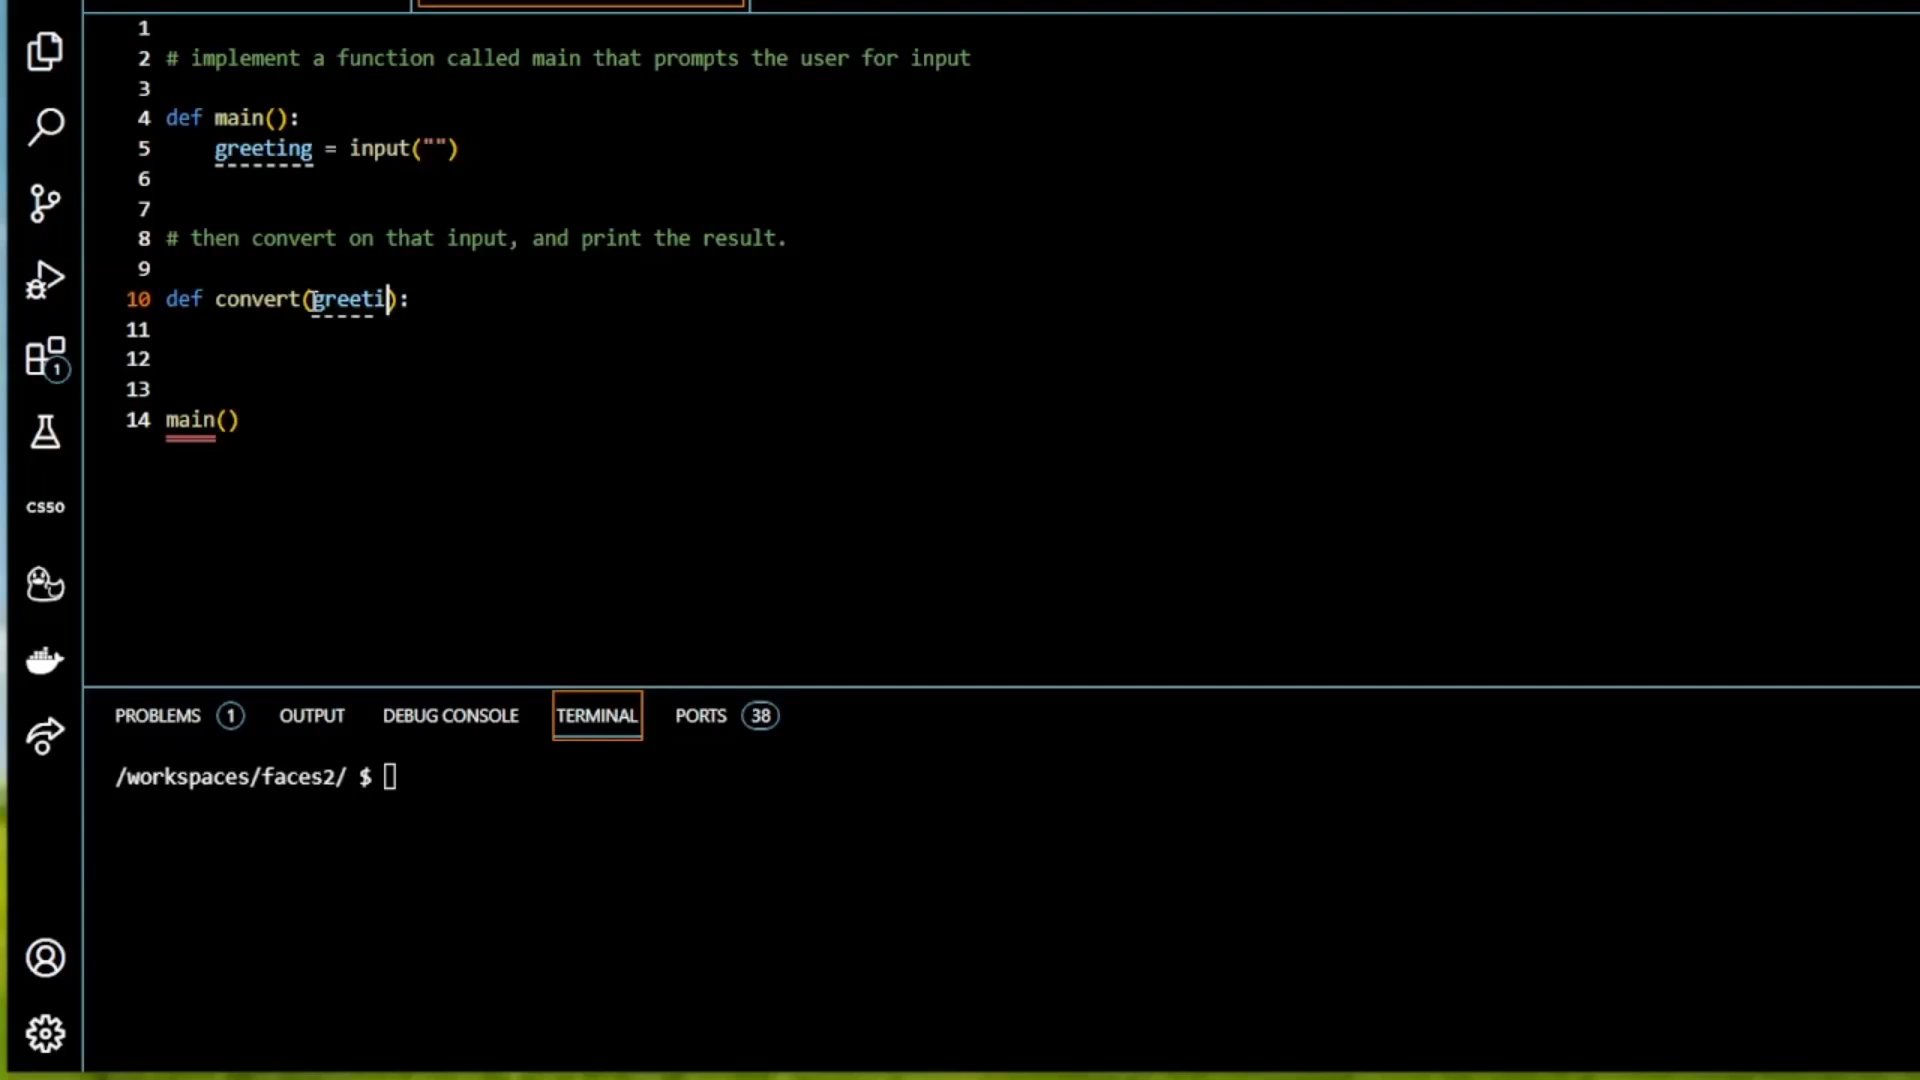 1
2 # implement a function called main that prompts the user for input
3
4 def main():
5 greeting = input("")
6
7
8 # then convert on that input, and print the result.
9
10 def convert(greeti):
11
12
13
14 main()
1
CS50
PROBLEMS 1 OUTPUT DEBUG CONSOLE TERMINAL PORTS 38
/workspaces/faces2/ $